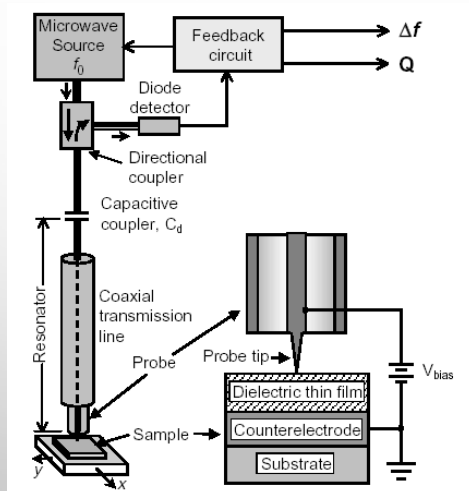 Microwave
Source
f0
Feedback
circuit
Δf
Q
Diode
detector
Directional
coupler
Capacitive
coupler, Cd
Resonator
Coaxial
transmission
line
Probe
Probe tip
Vbias
Dielectric thin film
Sample
Counterelectrode
Substrate
y
x